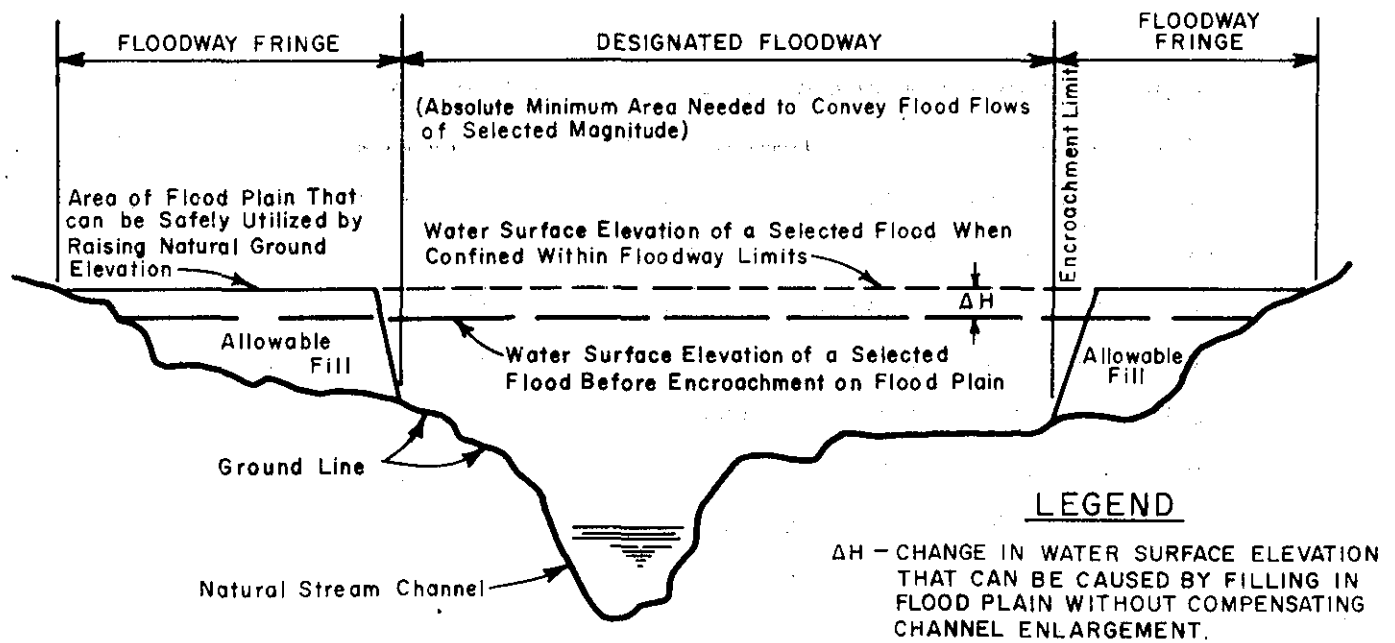 FLOODWAY FRINGE
DESIGNATED FLOODWAY
FLOODWAY
FRINGE
(Absolute Minimum Area Needed to Convey Flood Flows
of Selected Magnitude)
Encroachment Limit
Area of Flood Plain That
can be Safely Utilized by
Raising Natural Ground
Elevation
Water Surface Elevation of a Selected Flood When
Confined Within Floodway Limits
ΔH
Allowable
Fill
Water Surface Elevation of a Selected
Flood Before Encroachment on Flood Plain
Allowable
Fill
Ground Line
Natural Stream Channel
LEGEND
ΔH – CHANGE IN WATER SURFACE ELEVATION
THAT CAN BE CAUSED BY FILLING IN
FLOOD PLAIN WITHOUT COMPENSATING
CHANNEL ENLARGEMENT.